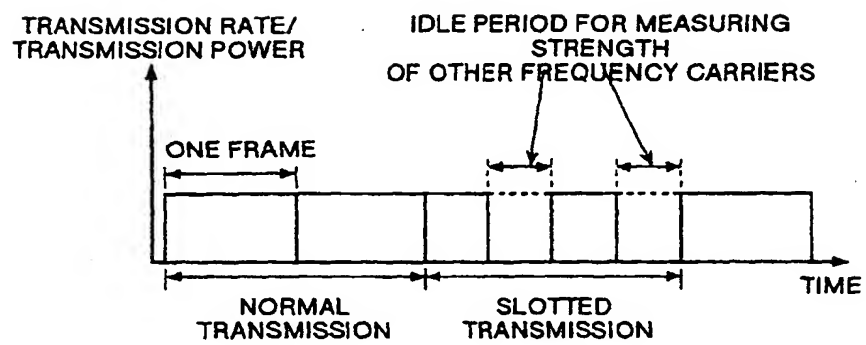 TRANSMISSION RATE/
TRANSMISSION POWER
IDLE PERIOD FOR MEASURING
STRENGTH
OF OTHER FREQUENCY CARRIERS
ONE FRAME
TIME
NORMAL
TRANSMISSION
SLOTTED
TRANSMISSION